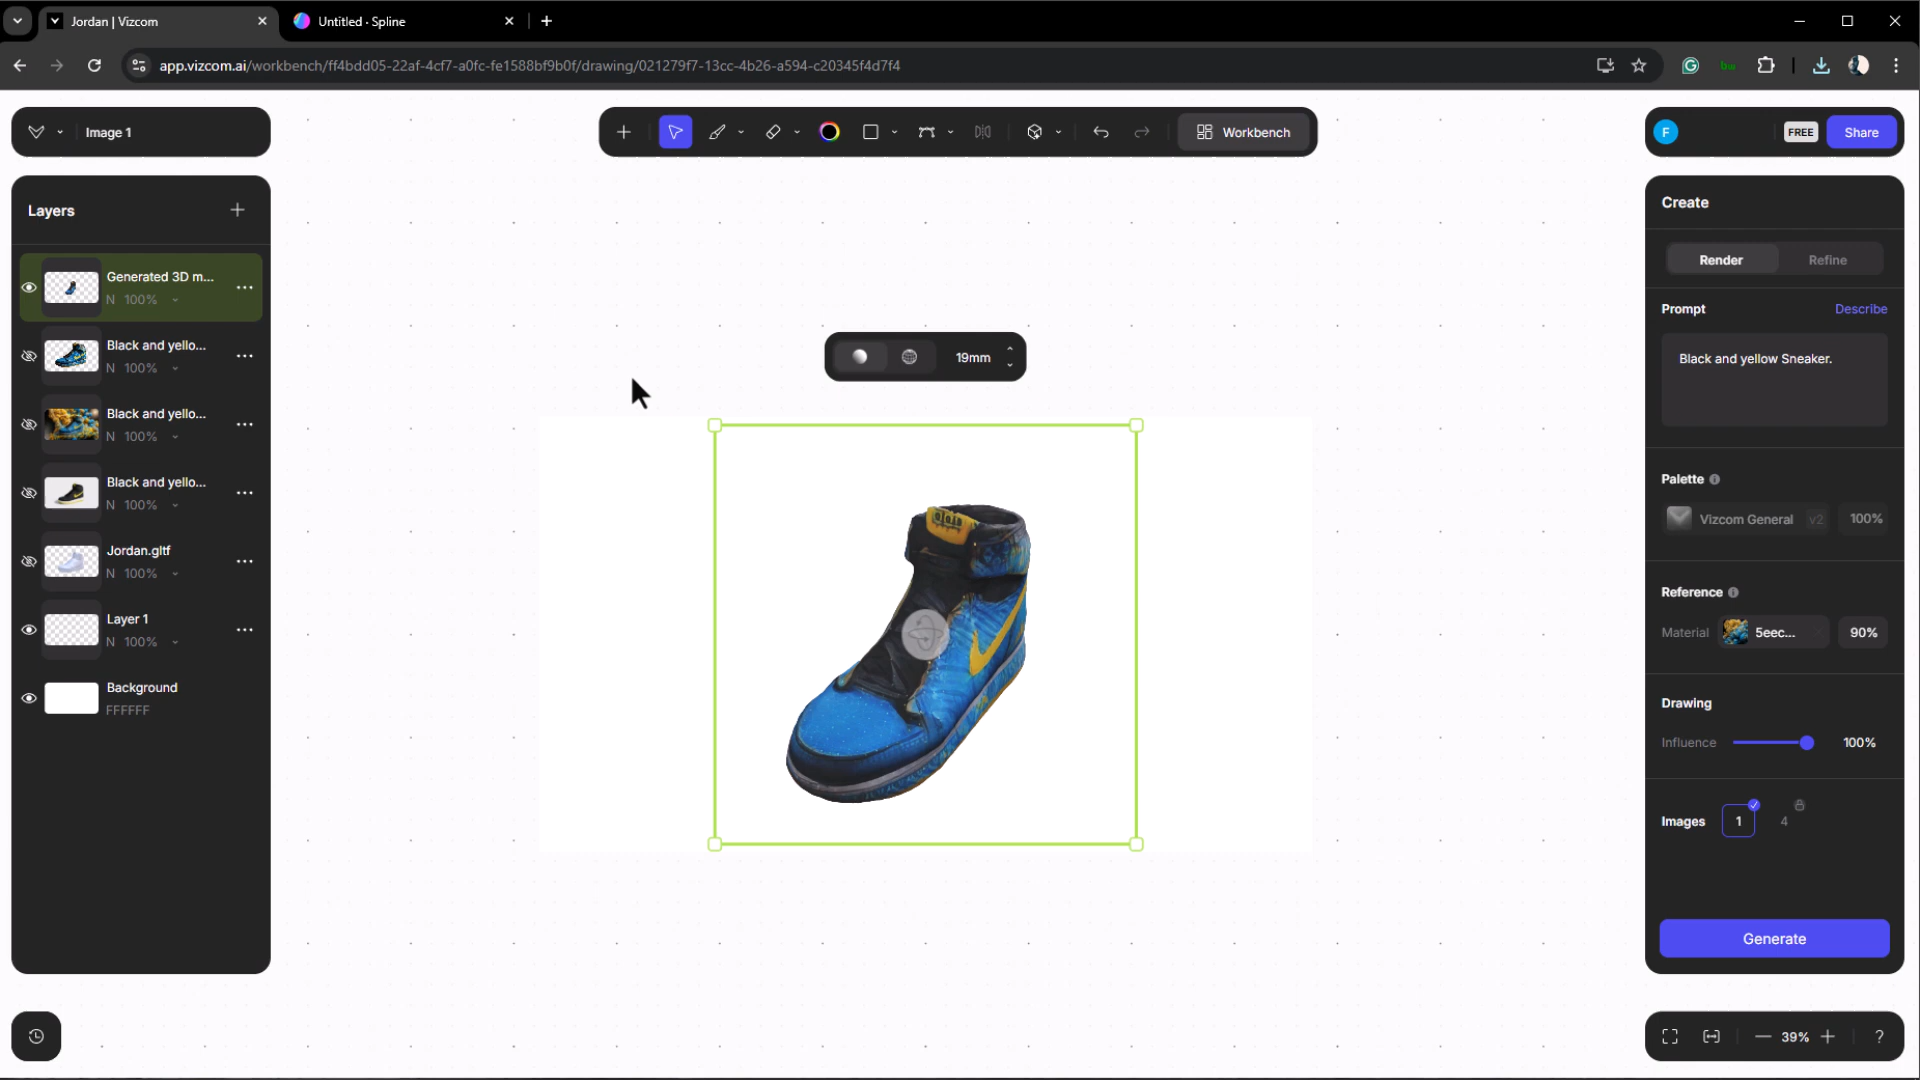 Jordan | Vizcom
Untitled - Spline
app.vizcom.ai/workbench/ff4bdd05-22af-4cf7-a0fc-fe1588bf9b0f/drawing/021279f7-13cc-4b26-a594-c20345f4d7f4
Image 1
Workbench
F
FREE
Share
Layers
Generated 3D m...
N 100%
Black and yello...
N 100%
Black and yello...
N 100%
Black and yello...
N 100%
Jordan.gltf
N 100%
Layer 1
N 100%
Background
FFFFFF
19mm
Create
Render
Refine
Prompt
Describe
Black and yellow Sneaker.
Palette
Vizcom General v2 100%
Reference
Material 5eec... 90%
Drawing
Influence 100%
Images 1 4
Generate
39%
?